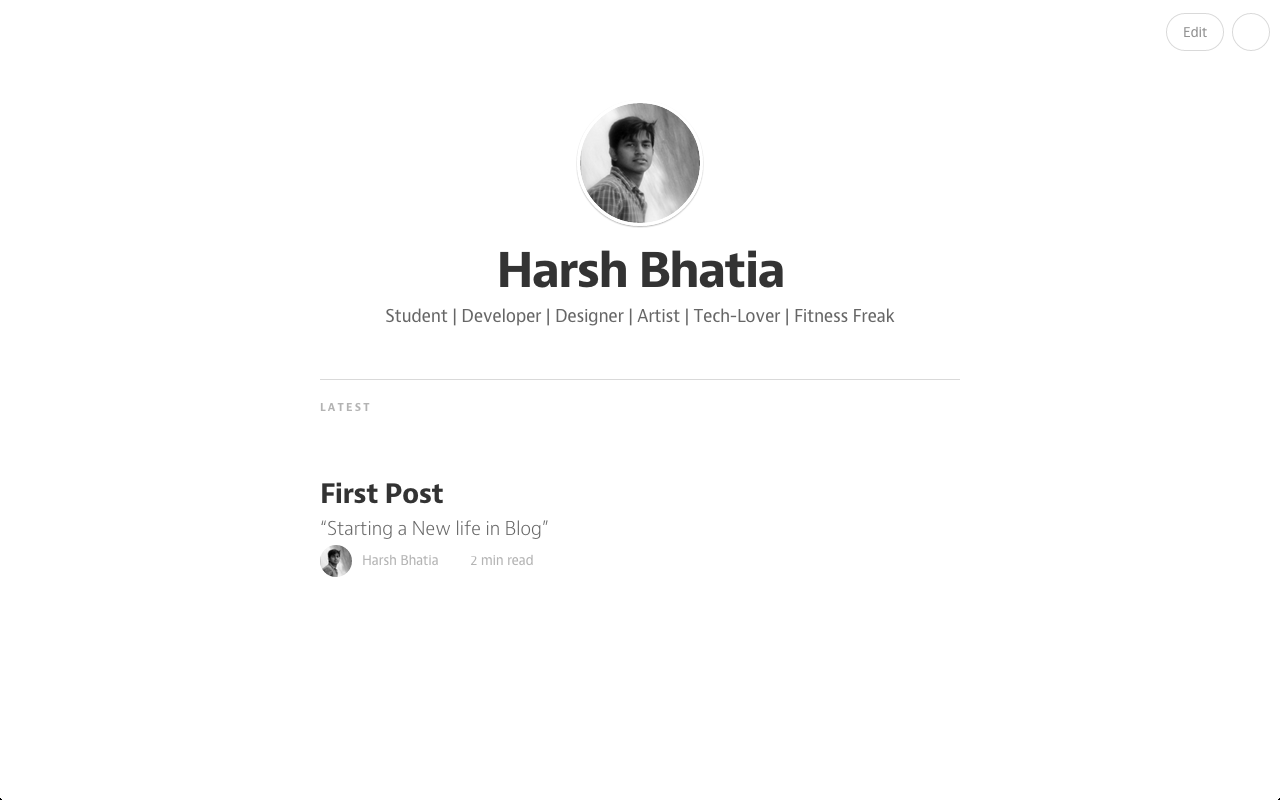 Edit
Harsh Bhatia
Student | Developer | Designer | Artist | Tech-Lover | Fitness Freak
LATEST
First Post
“Starting a New life in Blog”
Harsh Bhatia 2 min read